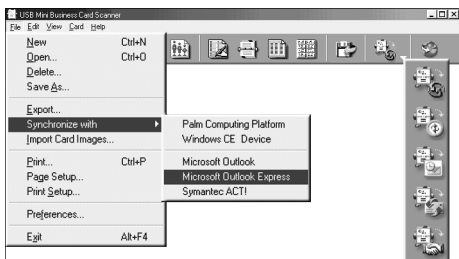 USB Mini Business Card Scanner
File Edit View Card Help
New Ctrl+N
Open... Ctrl+O
Delete...
Save As...
Export...
Synchronize with
Import Card Images...
Print... Ctrl+P
Page Setup...
Print Setup...
Preferences...
Exit Alt+F4
Palm Computing Platform
Windows CE Device
Microsoft Outlook
Microsoft Outlook Express
Symantec ACT!